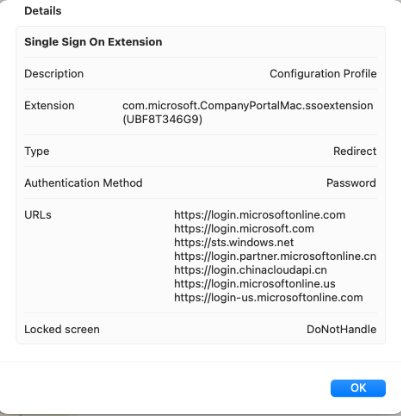 Details
Single Sign On Extension
Description Configuration Profile
Extension com.microsoft.CompanyPortalMac.ssoextension
(UBF8T346G9)
Type Redirect
Authentication Method Password
URLs https://login.microsoftonline.com
https://login.microsoft.com
https://sts.windows.net
https://login.partner.microsoftonline.cn
https://login.chinacloudapi.cn
https://login.microsoftonline.us
https://login-us.microsoftonline.com
Locked screen DoNotHandle
OK